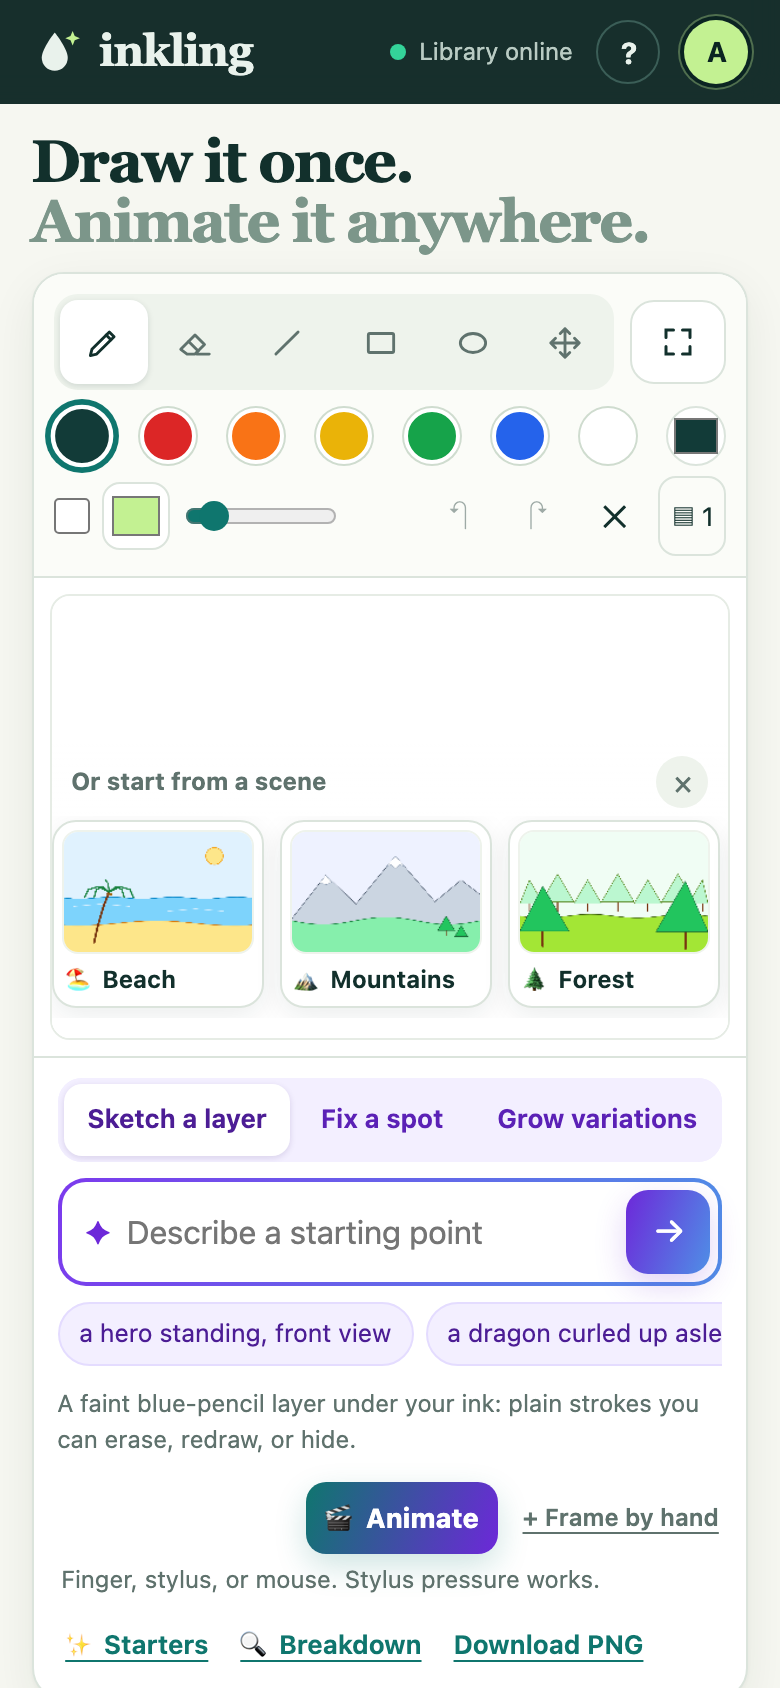 inkling
Library online
?
A
Draw it once.
Animate it anywhere.
1
Or start from a scene
Beach
Mountains
Forest
Sketch a layer
Fix a spot
Grow variations
Describe a starting point
a hero standing, front view
a dragon curled up asle
A faint blue-pencil layer under your ink: plain strokes you
can erase, redraw, or hide.
Animate
+ Frame by hand
Finger, stylus, or mouse. Stylus pressure works.
Starters
Breakdown
Download PNG